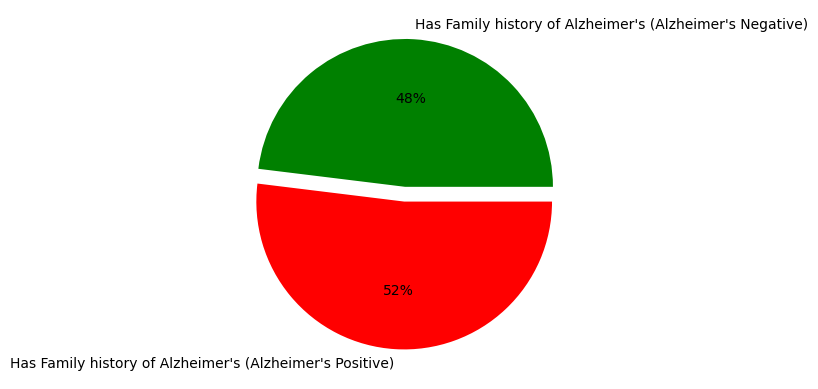 Has Family history of Alzheimer's (Alzheimer's Negative)
48%
52%
Has Family history of Alzheimer's (Alzheimer's Positive)